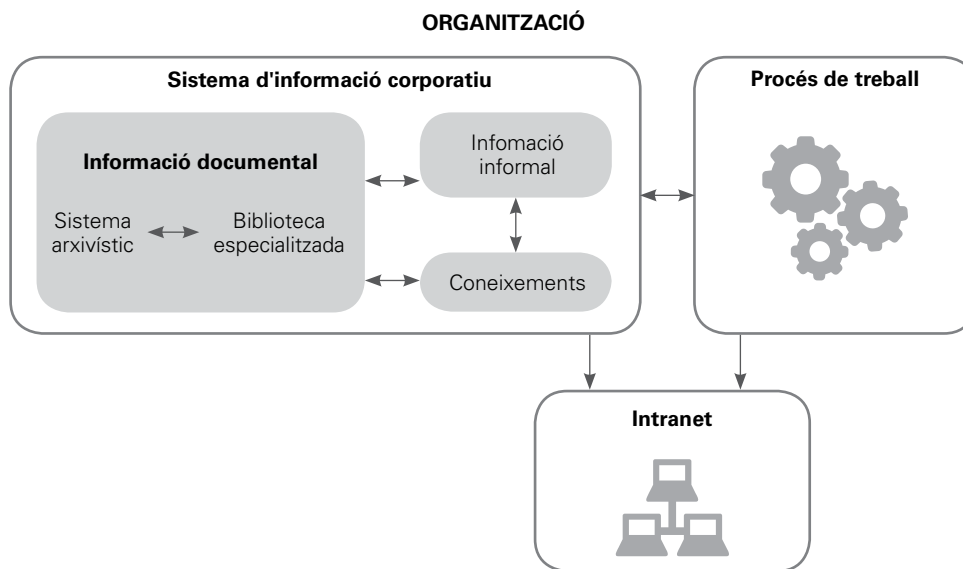 ORGANITZACIÓ
Sistema d'informació corporatiu
Informació documental
Sistema
arxivístic
Biblioteca
especialitzada
Infomació
informal
Coneixements
Procés de treball
Intranet